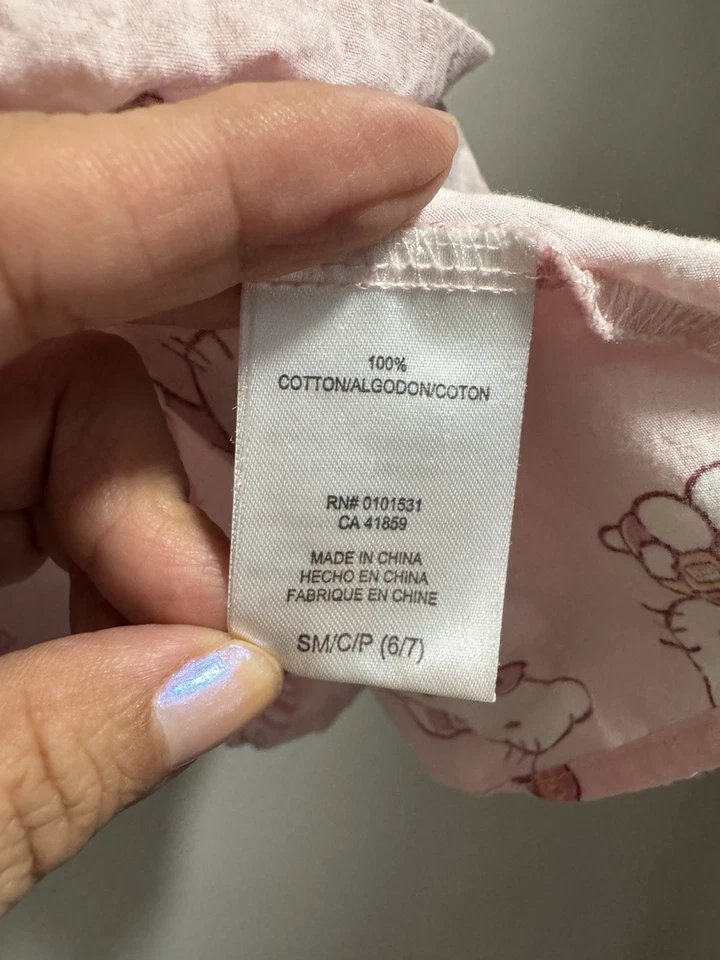 100%
COTTON/ALGODON/COTON
RN# 0101531
CA 41859
MADE IN CHINA
HECHO EN CHINA
FABRIQUE EN CHINE
SM/C/P (6/7)